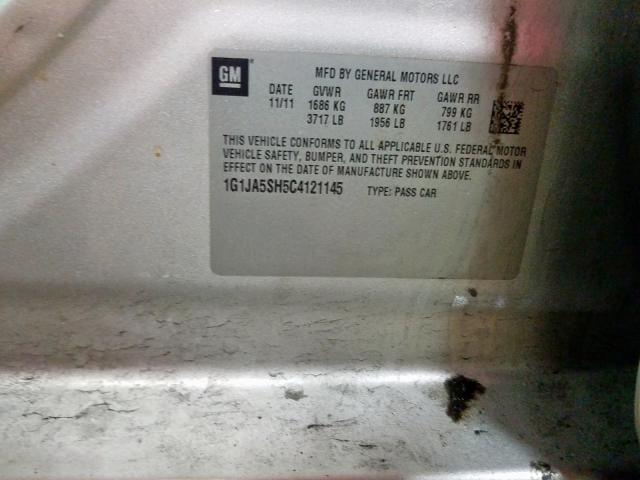 GM MFD BY GENERAL MOTORS LLC
DATE GVWR GAWR FRT GAWR RR
11/11 1686 KG 887 KG 799 KG
3717 LB 1956 LB 1761 LB
THIS VEHICLE CONFORMS TO ALL APPLICABLE U.S. FEDERAL MOTOR
VEHICLE SAFETY, BUMPER, AND THEFT PREVENTION STANDARDS IN
EFFECT ON THE DATE OF MANUFACTURE SHOWN ABOVE.
1G1JA5SH5C4121145 TYPE: PASS CAR